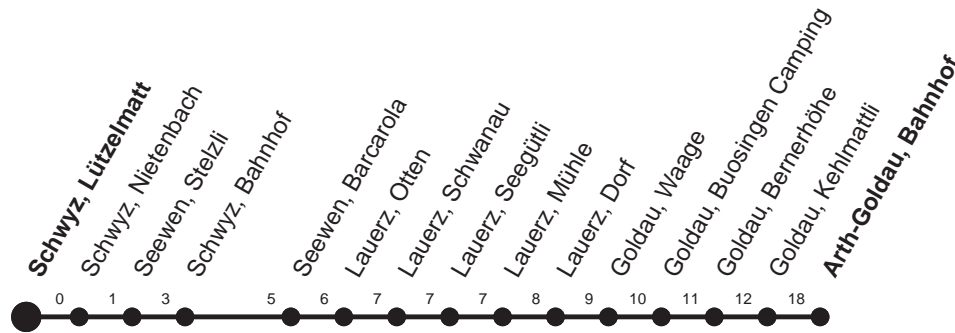 Schwyz, Lützelmatt
Schwyz, Nietenbach
Seewen, Stelzli
Schwyz, Bahnhof
Seewen, Barcarola
Lauerz, Otten
Lauerz, Schwanau
Lauerz, Seegütli
Lauerz, Mühle
Lauerz, Dorf
Goldau, Waage
Goldau, Buosingen Camping
Goldau, Bernerhöhe
Goldau, Kehlmattli
Arth-Goldau, Bahnhof
0 1 3 5 6 7 7 7 8 9 10 11 12 18